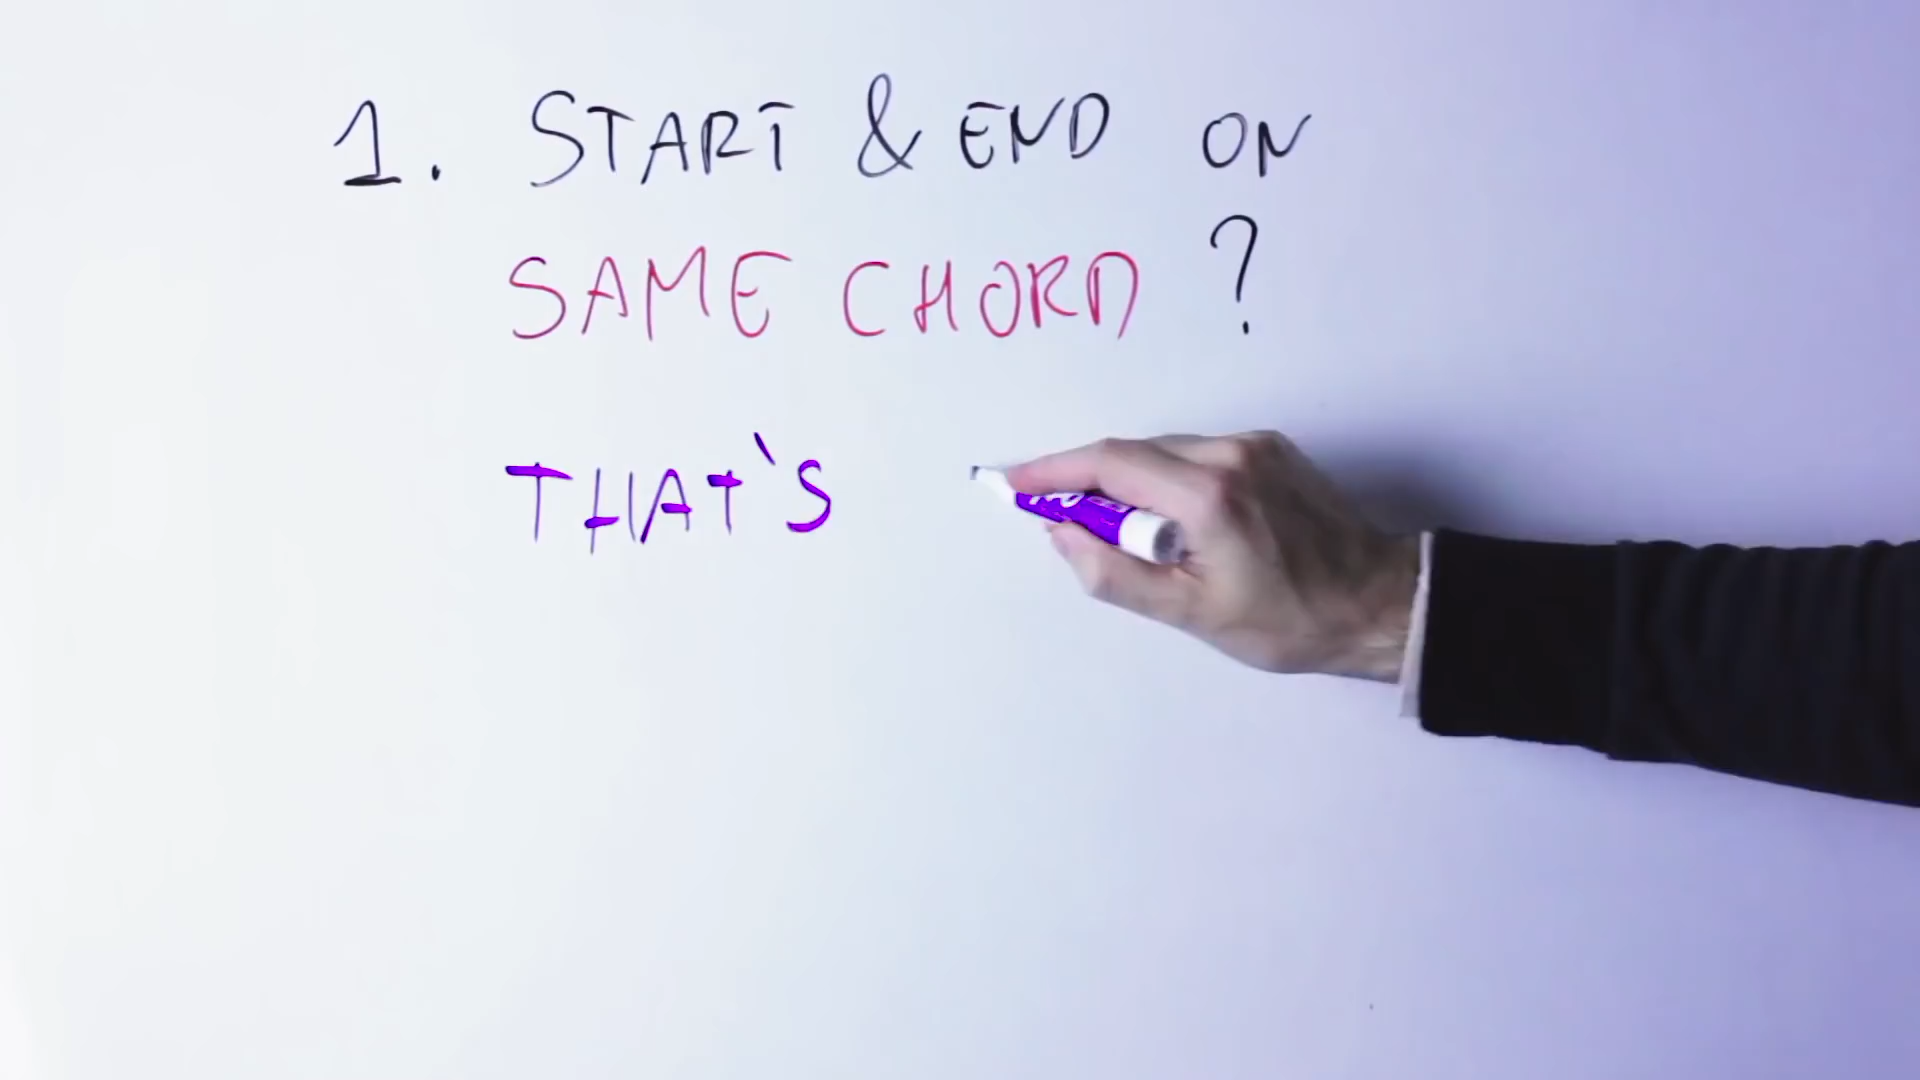 1. START & END ON
SAME CHORD ?
THAT`S